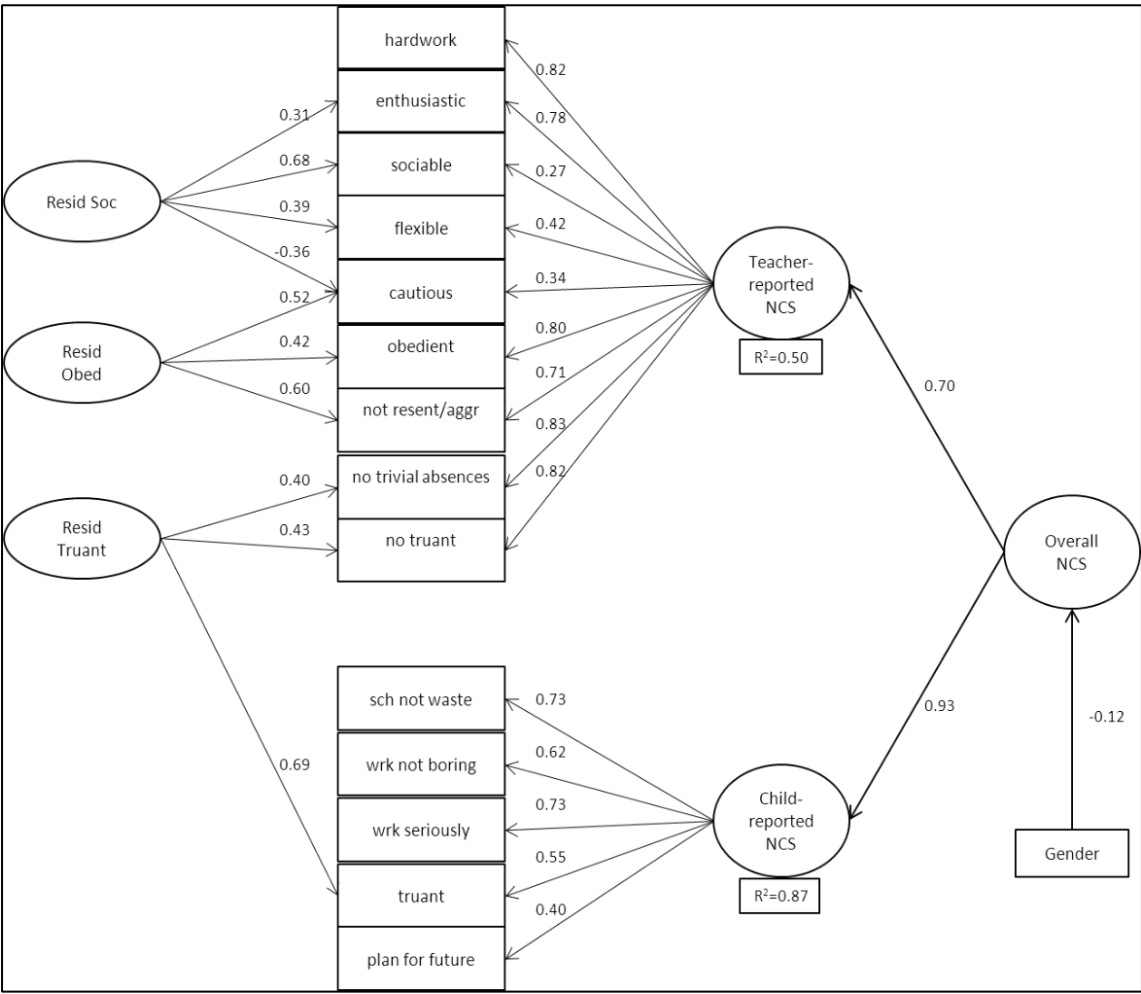 hardwork
0.82
enthusiastic
0.31
0.78
sociable
0.68
0.27
Resid Soc
flexible
0.39
0.42
Teacher-
reported
NCS
-0.36
cautious
0.34
0.52
obedient
0.80
R²=0.50
Resid
Obed
0.42
0.71
0.70
0.60
not resent/aggr
0.83
no trivial absences
0.82
0.40
Resid
Truant
0.43
no truant
Overall
NCS
sch not waste
0.73
0.93
-0.12
wrk not boring
0.62
0.69
wrk seriously
0.73
Child-
reported
NCS
Gender
0.55
truant
R²=0.87
0.40
plan for future